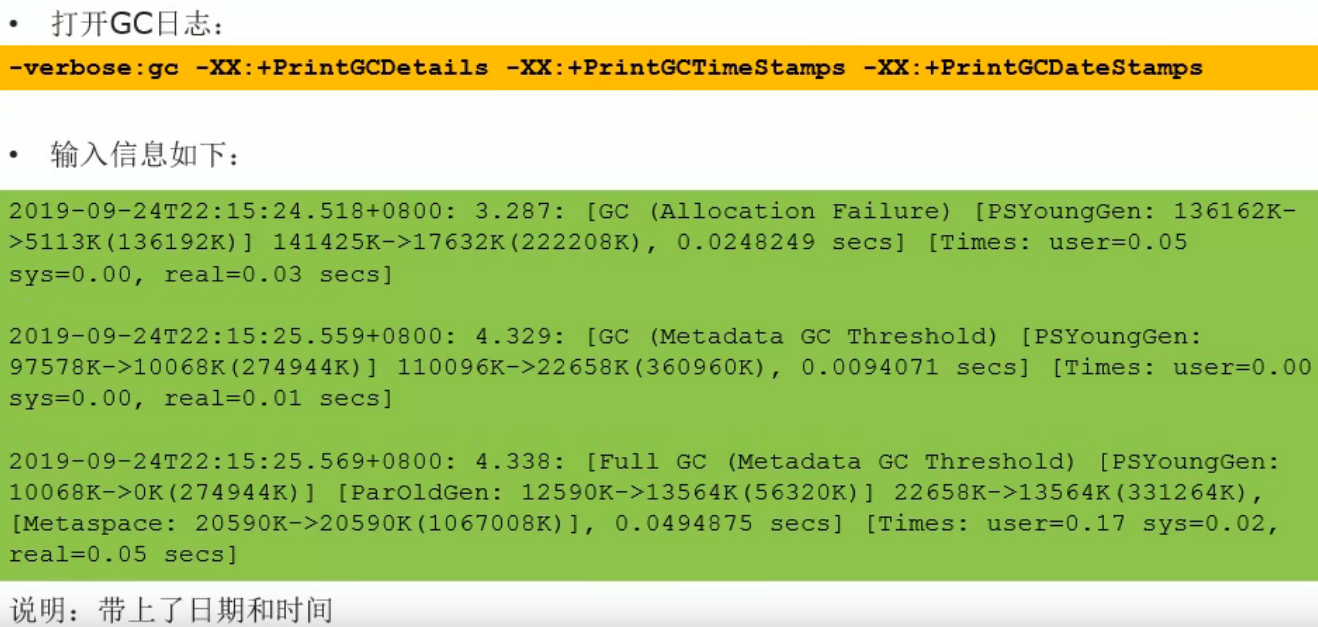 • 打开GC日志：
-verbose:gc -XX:+PrintGCDetails -XX:+PrintGCTimeStamps -XX:+PrintGCDateStamps
• 输入信息如下：
2019-09-24T22:15:24.518+0800: 3.287: [GC (Allocation Failure) [PSYoungGen: 136162K-
>5113K(136192K)] 141425K->17632K(222208K), 0.0248249 secs] [Times: user=0.05
sys=0.00, real=0.03 secs]
2019-09-24T22:15:25.559+0800: 4.329: [GC (Metadata GC Threshold) [PSYoungGen:
97578K->10068K(274944K)] 110096K->22658K(360960K), 0.0094071 secs] [Times: user=0.00
sys=0.00, real=0.01 secs]
2019-09-24T22:15:25.569+0800: 4.338: [Full GC (Metadata GC Threshold) [PSYoungGen:
10068K->0K(274944K)] [ParOldGen: 12590K->13564K(56320K)] 22658K->13564K(331264K),
[Metaspace: 20590K->20590K(1067008K)], 0.0494875 secs] [Times: user=0.17 sys=0.02,
real=0.05 secs]
说明：带上了日期和时间